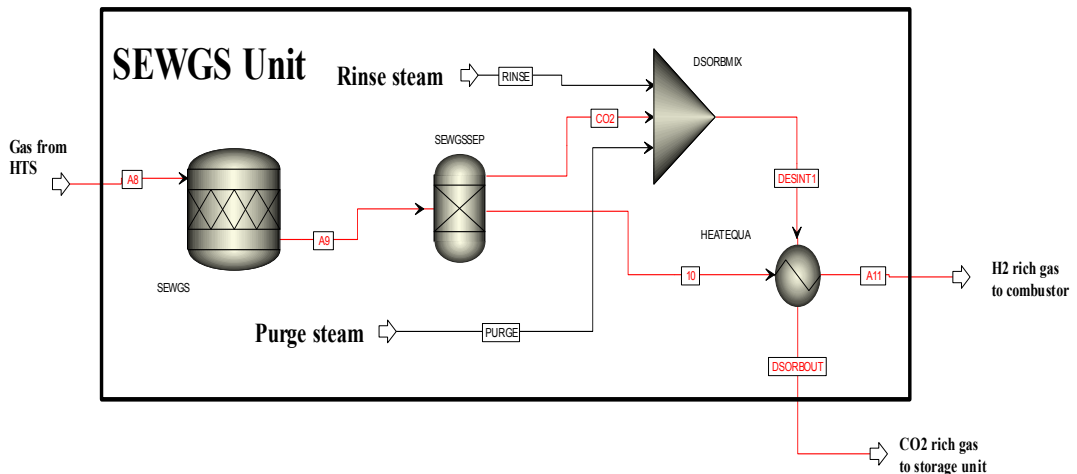 SEWGS Unit
Rinse steam
RINSE
DSORBMIX
CO2
SEWGSSEP
Gas from
HTS
A8
DESINT1
A9
HEATEQUA
SEWGS
10
A11
H2 rich gas
to combustor
Purge steam
PURGE
DSORBOUT
CO2 rich gas
to storage unit